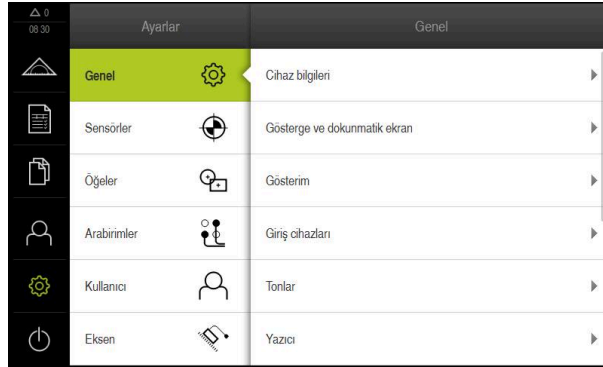 0
08:30
Ayarlar
Genel
Genel
Sensörler
Öğeler
Arabirimler
Kullanıcı
Eksen
Cihaz bilgileri
Gösterge ve dokunmatik ekran
Gösterim
Giriş cihazları
Tonlar
Yazıcı